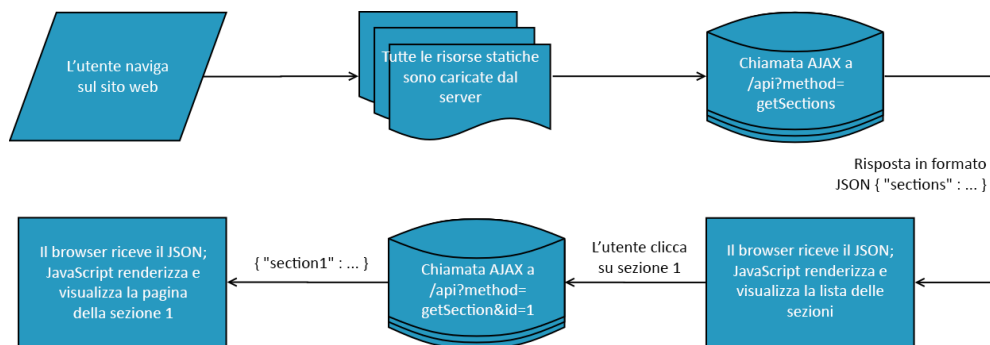 L'utente naviga
sul sito web
Tutte le risorse statiche
sono caricate dal
server
Chiamata AJAX a
/api?method=
getSections
Risposta in formato
JSON { "sections" : ... }
Il browser riceve il JSON;
JavaScript renderizza e
visualizza la lista delle
sezioni
L'utente clicca
su sezione 1
Chiamata AJAX a
/api?method=
getSection&id=1
{ "section1" : ... }
Il browser riceve il JSON;
JavaScript renderizza e
visualizza la pagina
della sezione 1